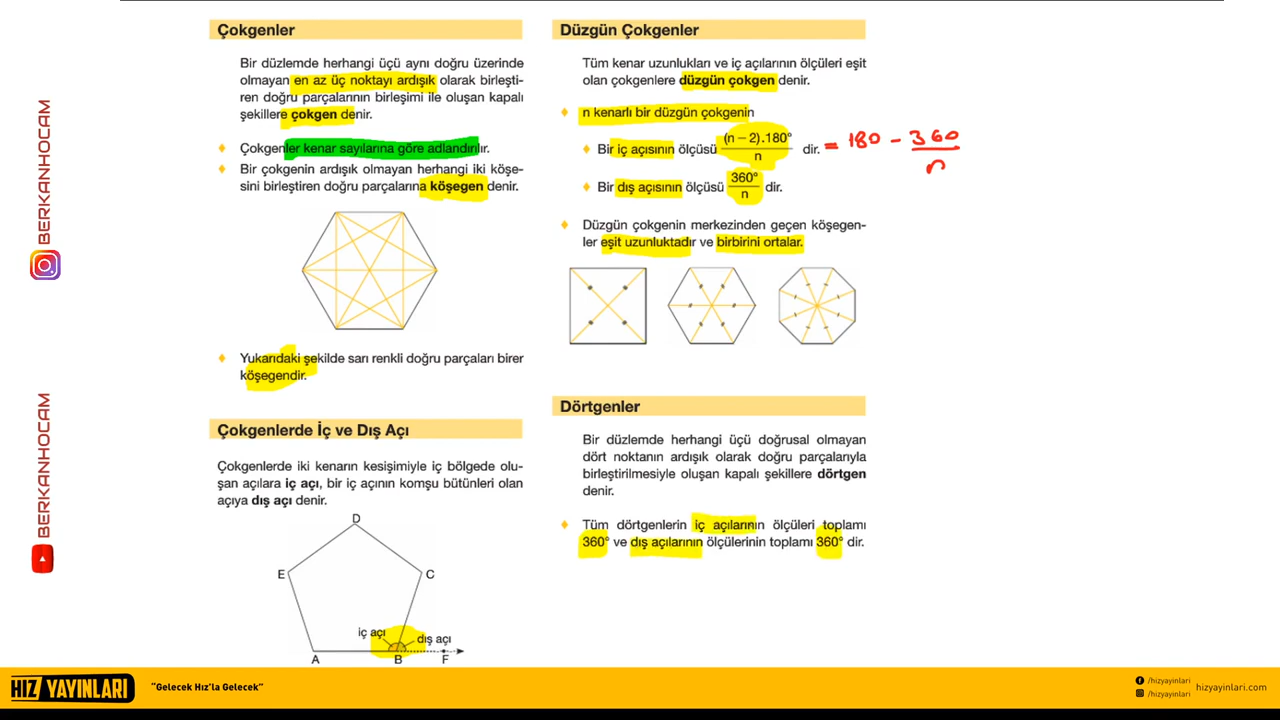 BERKANHOCAM
BERKANHOCAM
Çokgenler
Bir düzlemde herhangi üçü aynı doğru üzerinde
olmayan en az üç noktayı ardışık olarak birleşti-
ren doğru parçalarının birleşimi ile oluşan kapalı
şekillere çokgen denir.
Çokgenler kenar sayılarına göre adlandırılır.
Bir çokgenin ardışık olmayan herhangi iki köşe-
sini birleştiren doğru parçalarına köşegen denir.
Yukarıdaki şekilde sarı renkli doğru parçaları birer
köşegendir.
Çokgenlerde İç ve Dış Açı
Çokgenlerde iki kenarın kesişimiyle iç bölgede olu-
şan açılara iç açı, bir iç açının komşu bütünleri olan
açıya dış açı denir.
D
E
C
iç açı
dış açı
A
B
F
Düzgün Çokgenler
Tüm kenar uzunlukları ve iç açılarının ölçüleri eşit
olan çokgenlere düzgün çokgen denir.
n kenarlı bir düzgün çokgenin
Bir iç açısının ölçüsü (n – 2).180°/n dir. = 180 - 360/n
Bir dış açısının ölçüsü 360°/n dir.
Düzgün çokgenin merkezinden geçen köşegen-
ler eşit uzunluktadır ve birbirini ortalar.
Dörtgenler
Bir düzlemde herhangi üçü doğrusal olmayan
dört noktanın ardışık olarak doğru parçalarıyla
birleştirilmesiyle oluşan kapalı şekillere dörtgen
denir.
Tüm dörtgenlerin iç açılarının ölçüleri toplamı
360° ve dış açılarının ölçülerinin toplamı 360° dir.
HIZ YAYINLARI
"Gelecek Hız'la Gelecek"
/hizyayinlari
/hizyayinlari
hizyayinlari.com